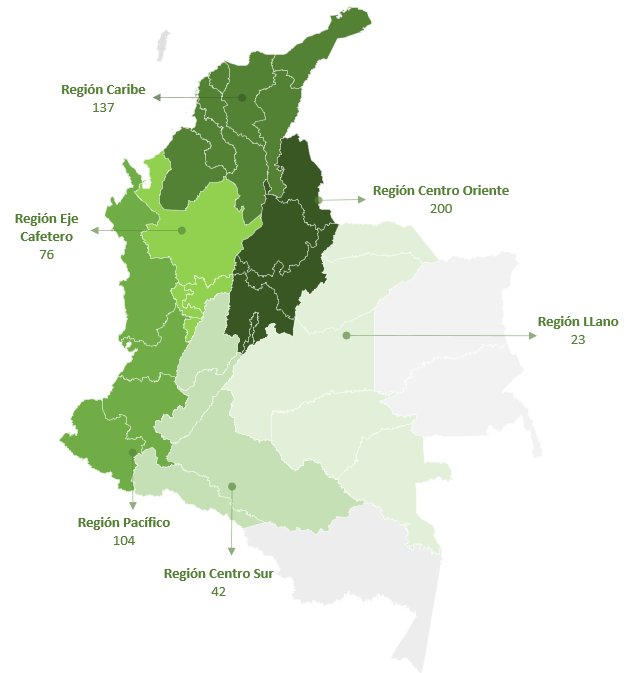 Región Caribe
137
Región Centro Oriente
200
Región Eje
Cafetero
76
Región LLano
23
Región Pacífico
104
Región Centro Sur
42